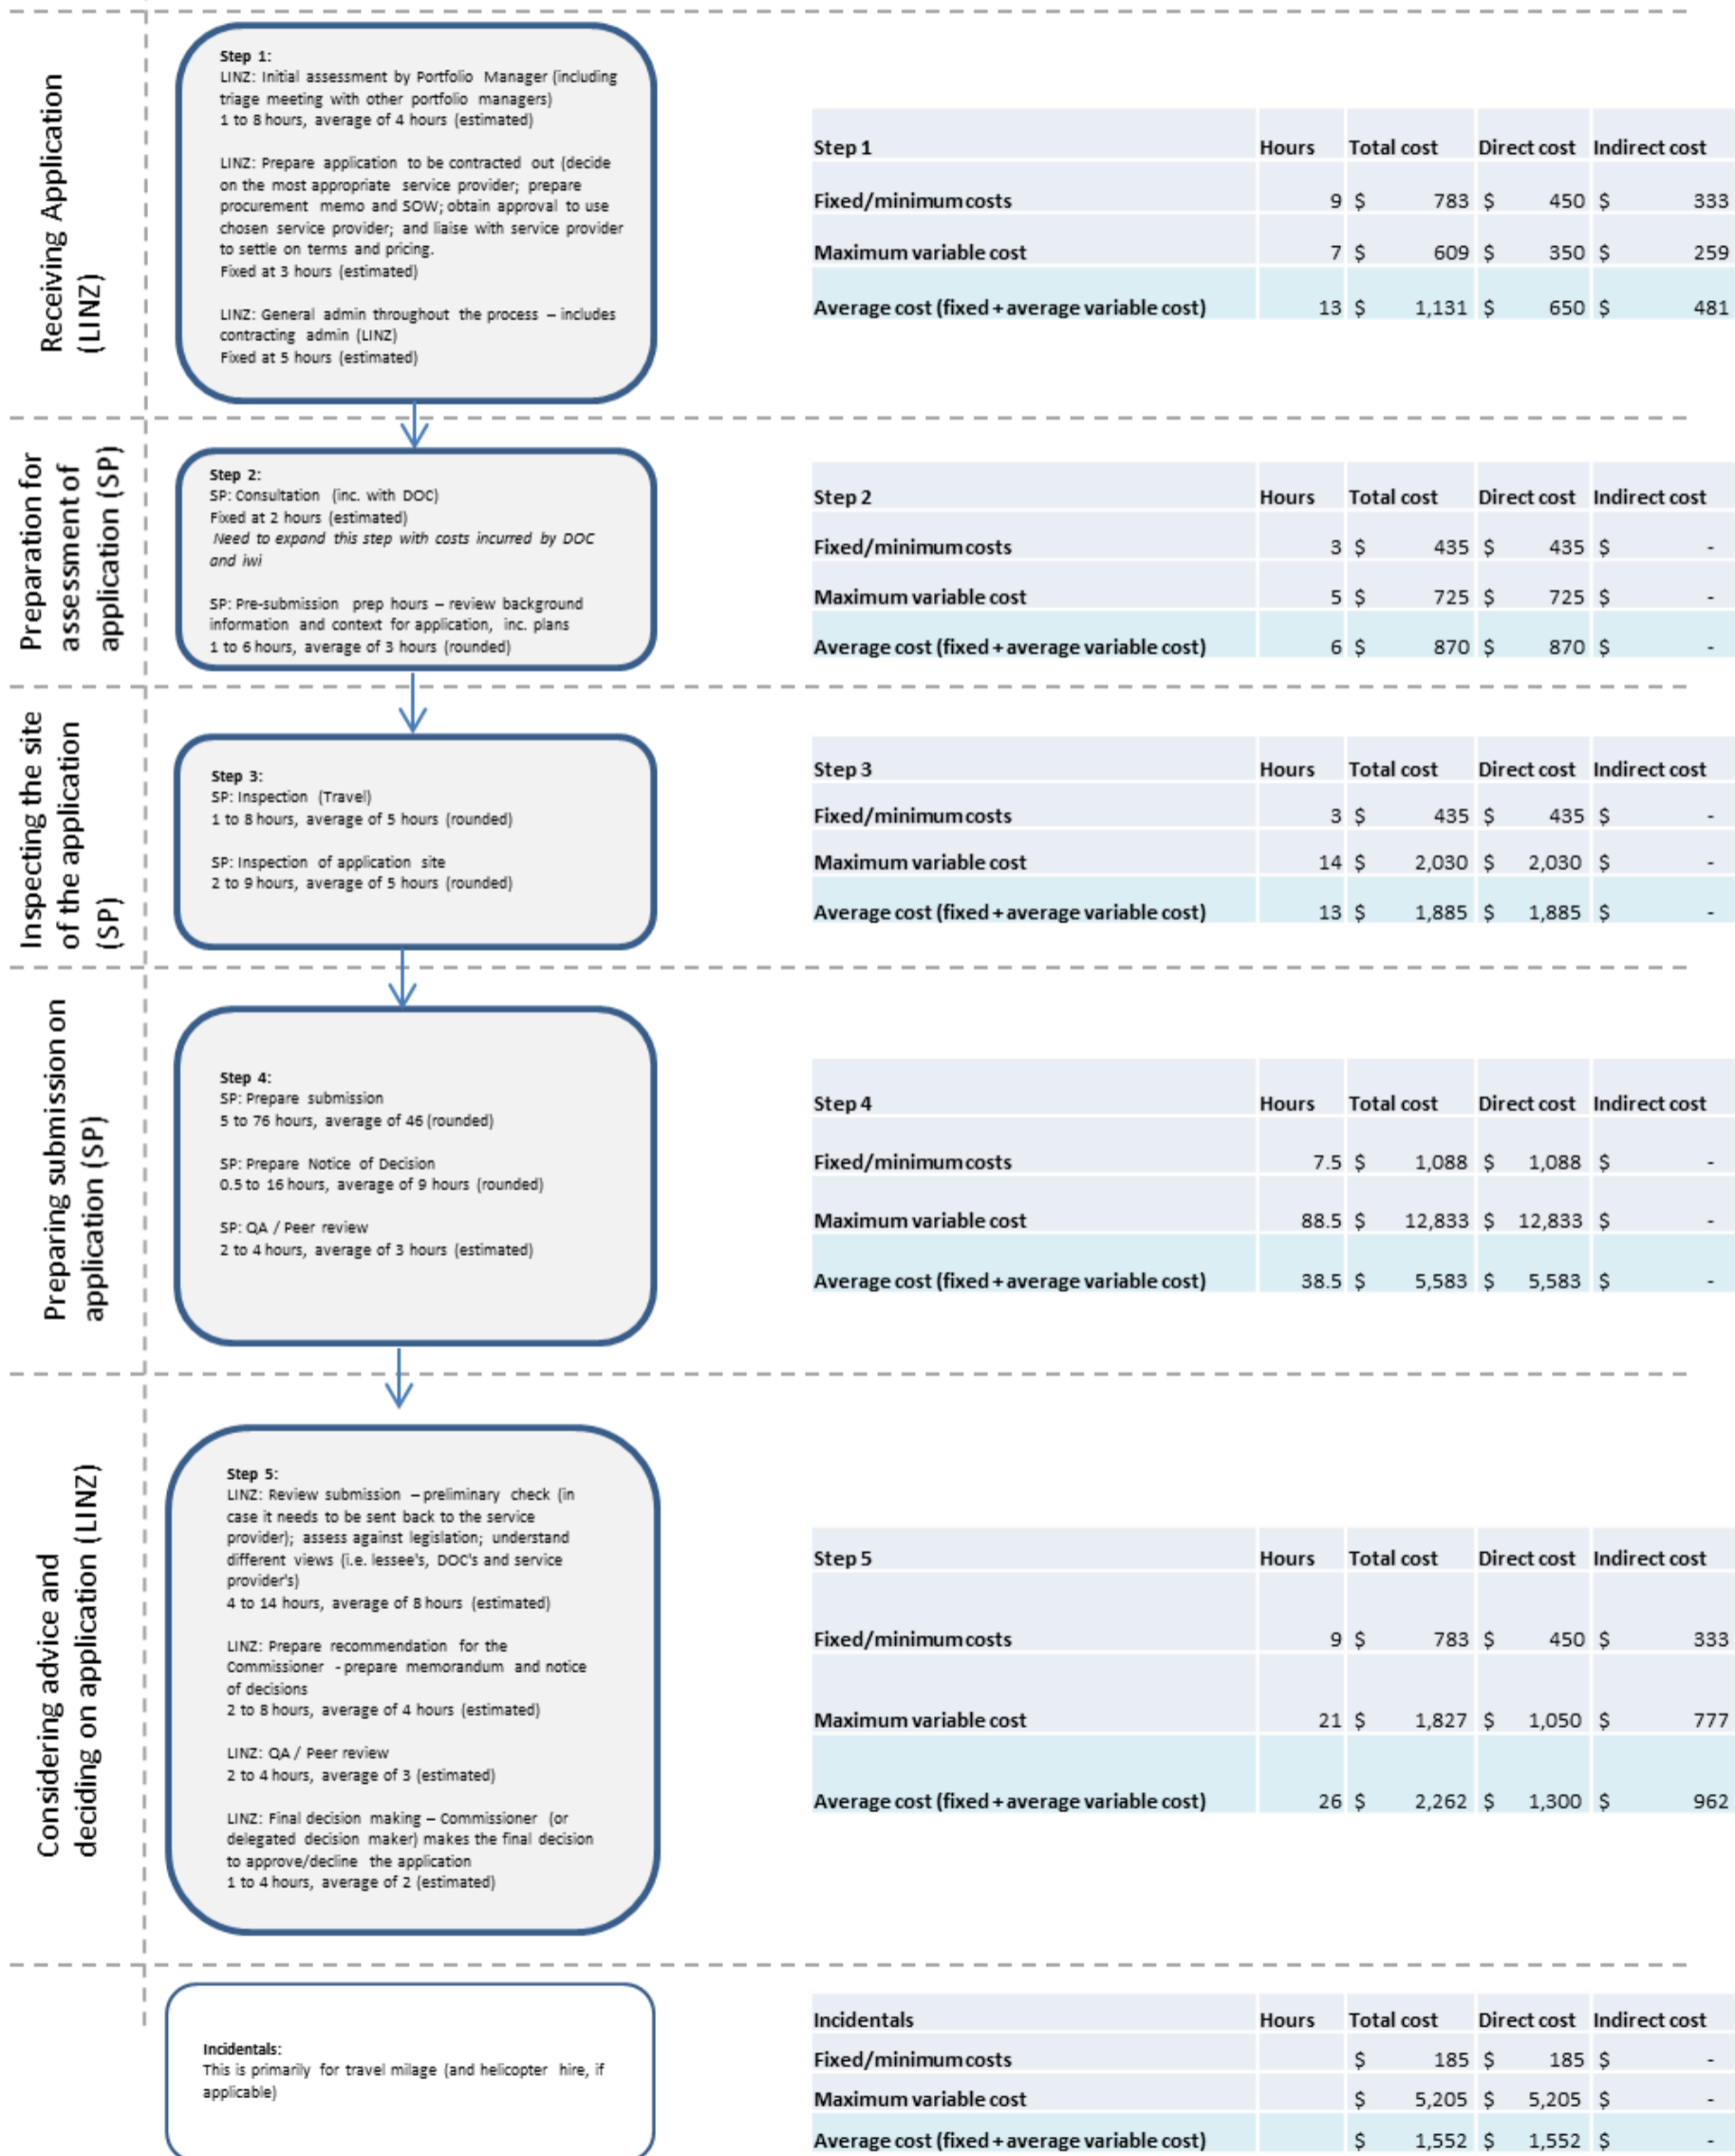 Receiving Application
(LINZ)
Step 1:
LINZ: Initial assessment by Portfolio Manager (including
triage meeting with other portfolio managers)
1 to 8 hours, average of 4 hours (estimated)
LINZ: Prepare application to be contracted out (decide
on the most appropriate service provider; prepare
procurement memo and SOW; obtain approval to use
chosen service provider; and liaise with service provider
to settle on terms and pricing.
Fixed at 3 hours (estimated)
LINZ: General admin throughout the process – includes
contracting admin (LINZ)
Fixed at 5 hours (estimated)
Step 1 Hours Total cost Direct cost Indirect cost
Fixed/minimum costs 9 $ 783 $ 450 $ 333
Maximum variable cost 7 $ 609 $ 350 $ 259
Average cost (fixed + average variable cost) 13 $ 1,131 $ 650 $ 481
Preparation for
assessment of
application (SP)
Step 2:
SP: Consultation (inc. with DOC)
Fixed at 2 hours (estimated)
Need to expand this step with costs incurred by DOC
and iwi
SP: Pre-submission prep hours – review background
information and context for application, inc. plans
1 to 6 hours, average of 3 hours (rounded)
Step 2 Hours Total cost Direct cost Indirect cost
Fixed/minimum costs 3 $ 435 $ 435 $ -
Maximum variable cost 5 $ 725 $ 725 $ -
Average cost (fixed + average variable cost) 6 $ 870 $ 870 $ -
Inspecting the site
of the application
(SP)
Step 3:
SP: Inspection (Travel)
1 to 8 hours, average of 5 hours (rounded)
SP: Inspection of application site
2 to 9 hours, average of 5 hours (rounded)
Step 3 Hours Total cost Direct cost Indirect cost
Fixed/minimum costs 3 $ 435 $ 435 $ -
Maximum variable cost 14 $ 2,030 $ 2,030 $ -
Average cost (fixed + average variable cost) 13 $ 1,885 $ 1,885 $ -
Preparing submission on
application (SP)
Step 4:
SP: Prepare submission
5 to 76 hours, average of 46 (rounded)
SP: Prepare Notice of Decision
0.5 to 16 hours, average of 9 hours (rounded)
SP: QA / Peer review
2 to 4 hours, average of 3 hours (estimated)
Step 4 Hours Total cost Direct cost Indirect cost
Fixed/minimum costs 7.5 $ 1,088 $ 1,088 $ -
Maximum variable cost 88.5 $ 12,833 $ 12,833 $ -
Average cost (fixed + average variable cost) 38.5 $ 5,583 $ 5,583 $ -
Considering advice and
deciding on application (LINZ)
Step 5:
LINZ: Review submission – preliminary check (in
case it needs to be sent back to the service
provider); assess against legislation; understand
different views (i.e. lessee's, DOC's and service
provider's)
4 to 14 hours, average of 8 hours (estimated)
LINZ: Prepare recommendation for the
Commissioner - prepare memorandum and notice
of decisions
2 to 8 hours, average of 4 hours (estimated)
LINZ: QA / Peer review
2 to 4 hours, average of 3 (estimated)
LINZ: Final decision making – Commissioner (or
delegated decision maker) makes the final decision
to approve/decline the application
1 to 4 hours, average of 2 (estimated)
Step 5 Hours Total cost Direct cost Indirect cost
Fixed/minimum costs 9 $ 783 $ 450 $ 333
Maximum variable cost 21 $ 1,827 $ 1,050 $ 777
Average cost (fixed + average variable cost) 26 $ 2,262 $ 1,300 $ 962
Incidentals:
This is primarily for travel milage (and helicopter hire, if
applicable)
Incidentals Hours Total cost Direct cost Indirect cost
Fixed/minimum costs $ 185 $ 185 $ -
Maximum variable cost $ 5,205 $ 5,205 $ -
Average cost (fixed + average variable cost) $ 1,552 $ 1,552 $ -